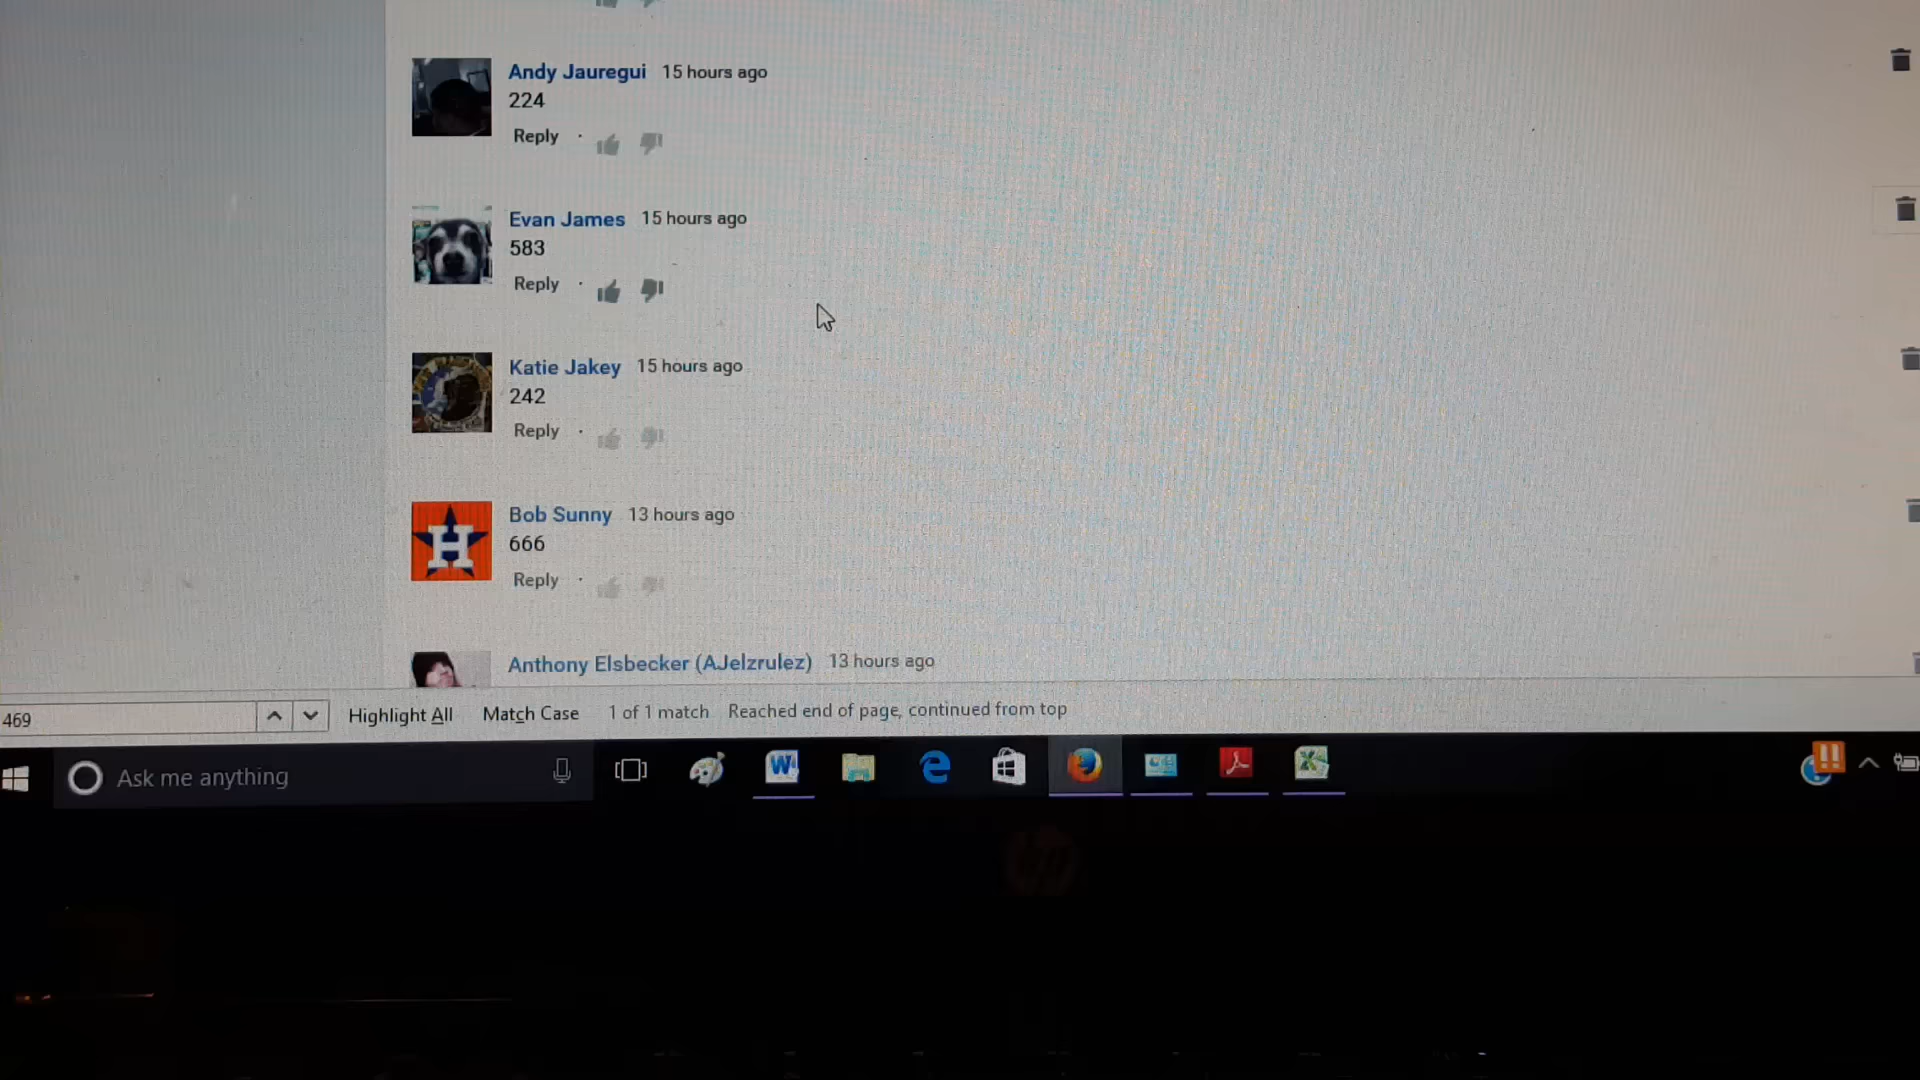 Andy Jauregui 15 hours ago
224
Reply
Evan James 15 hours ago
583
Reply
Katie Jakey 15 hours ago
242
Reply
Bob Sunny 13 hours ago
666
Reply
Anthony Elsbecker (AJelzrulez) 13 hours ago
469 Highlight All Match Case 1 of 1 match Reached end of page, continued from top
Ask me anything